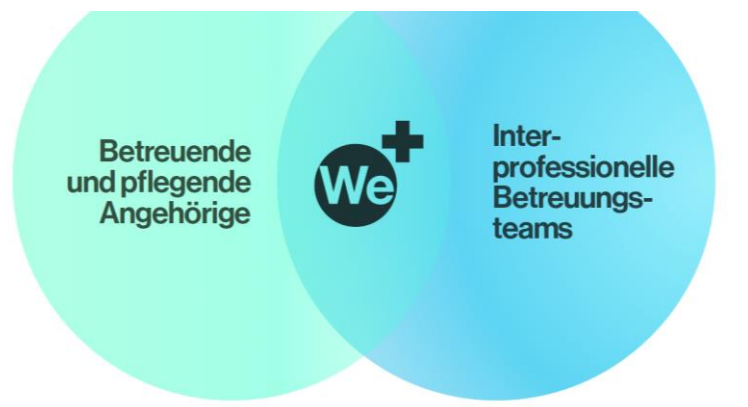 Betreuende
und pflegende
Angehörige
We+
Inter-
professionelle
Betreuungs-
teams